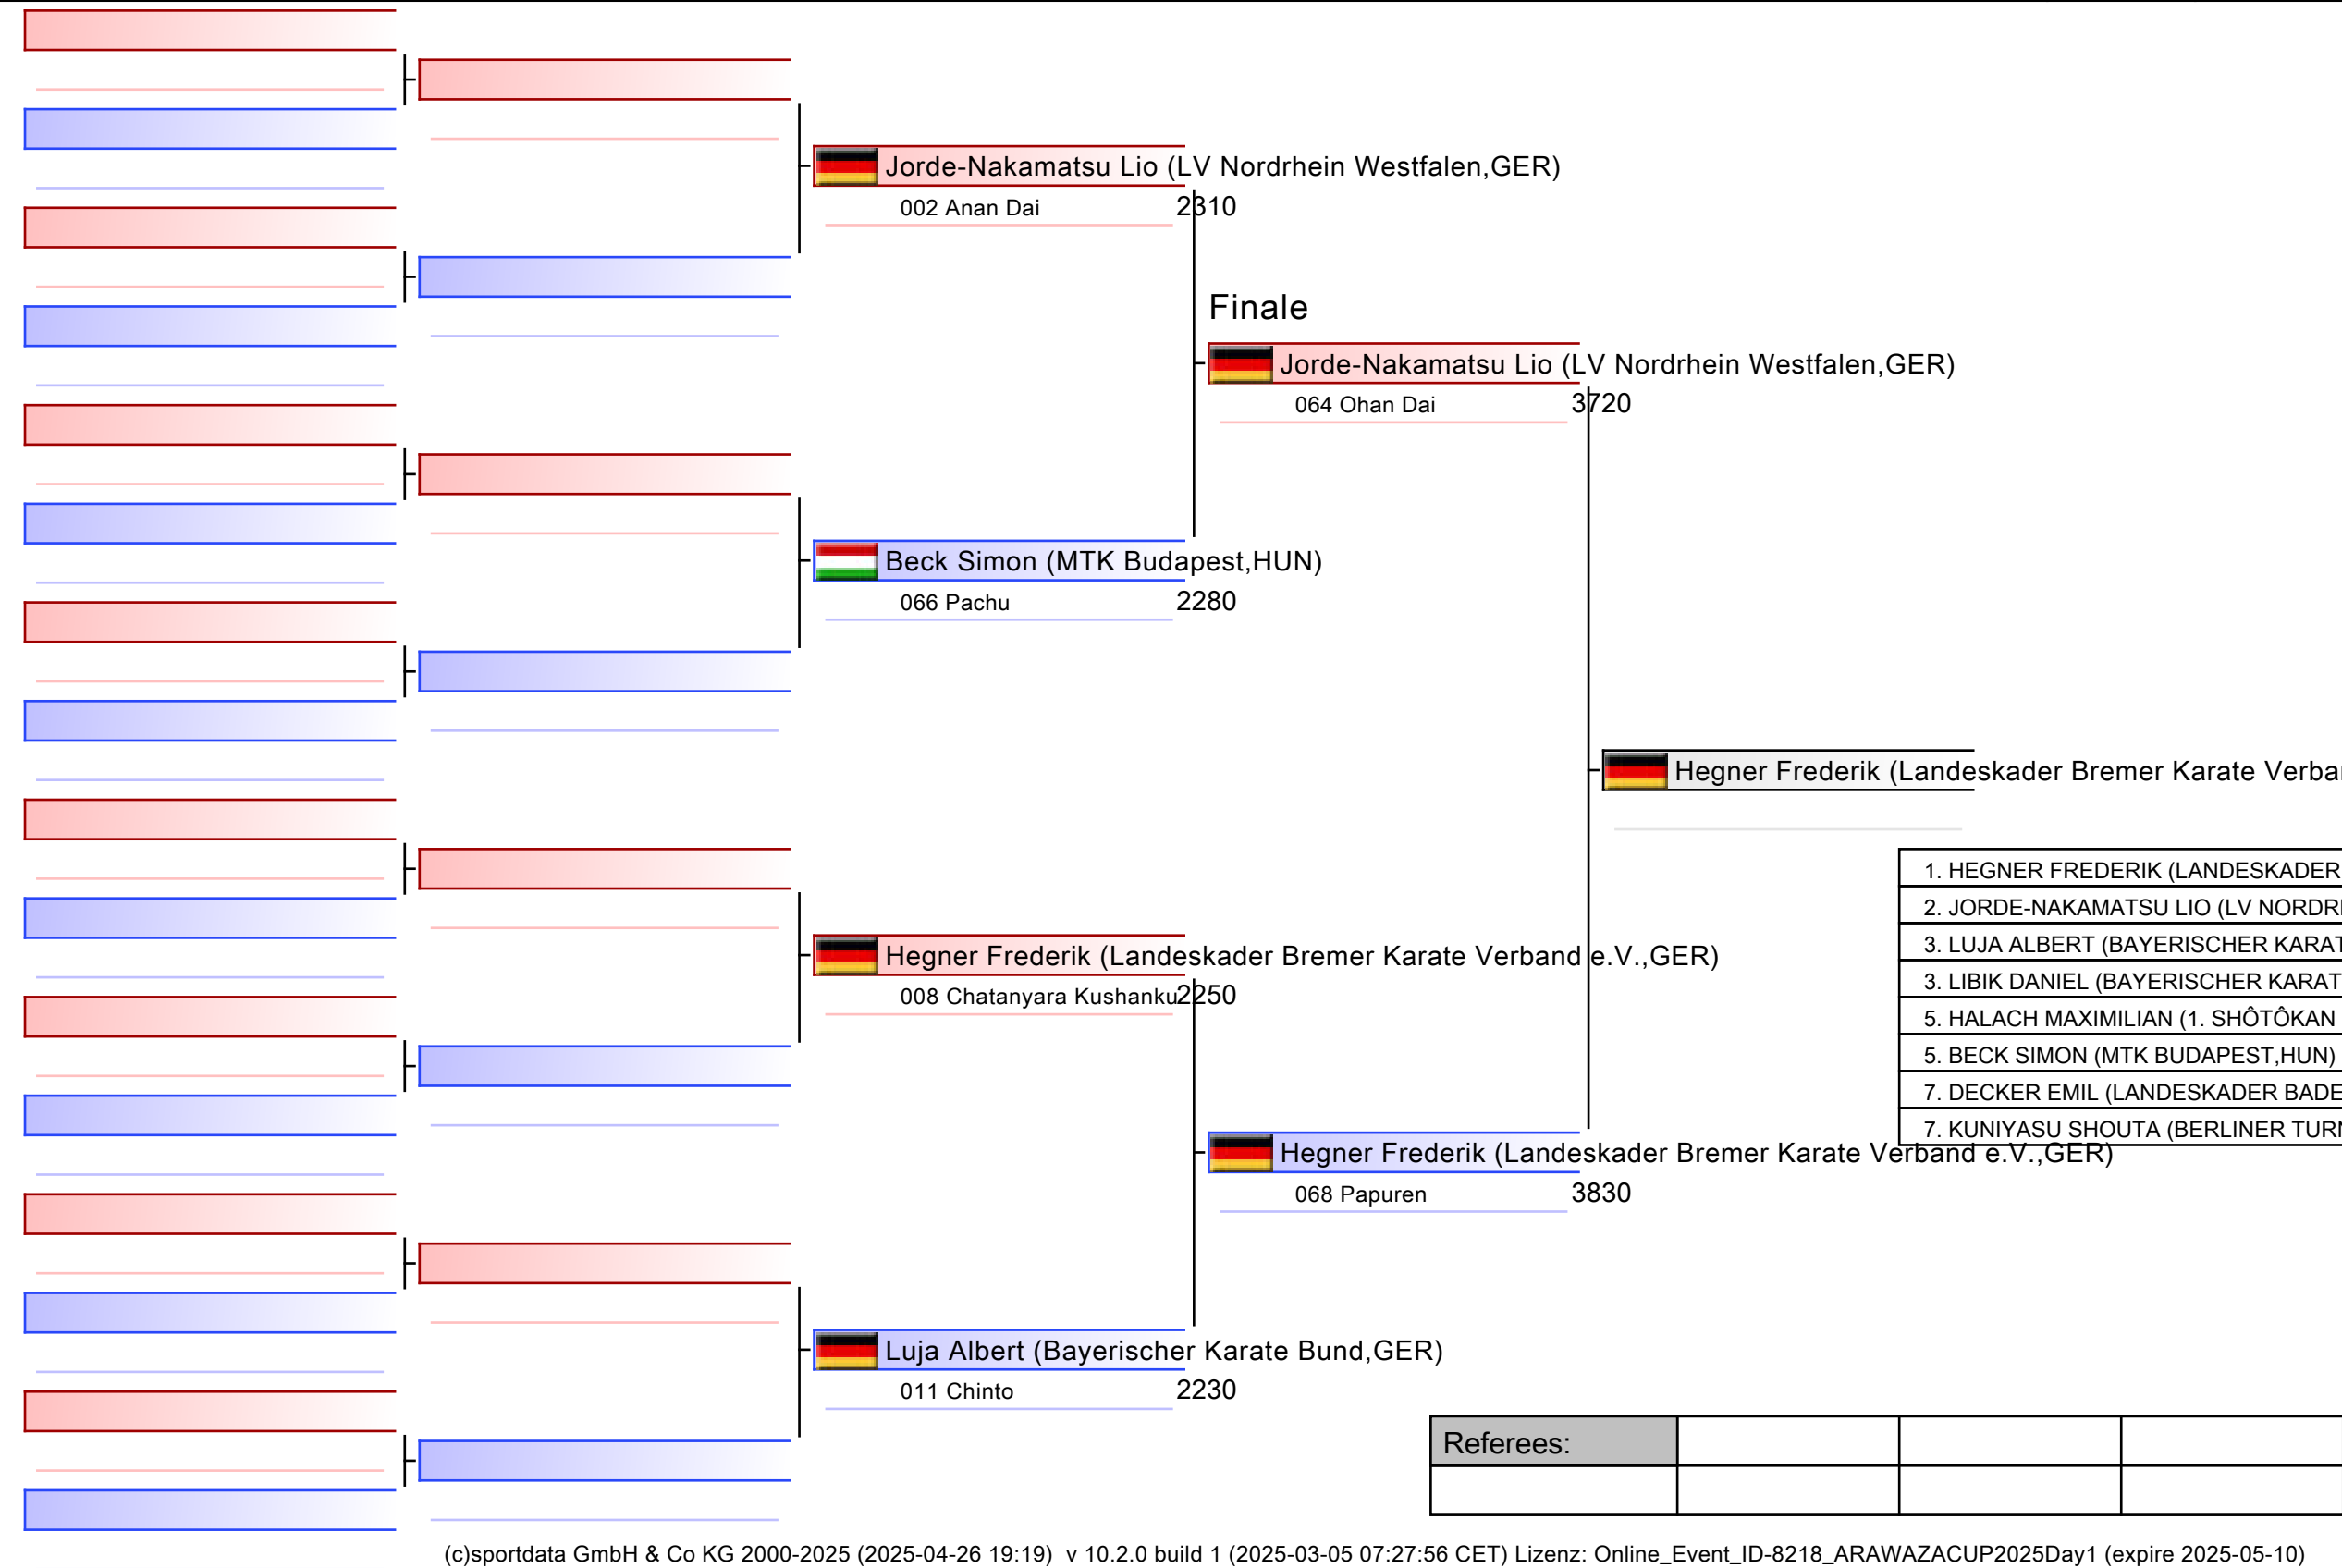 Jorde-Nakamatsu Lio (LV Nordrhein Westfalen,GER)
002 Anan Dai 2310
Finale
Jorde-Nakamatsu Lio (LV Nordrhein Westfalen,GER)
064 Ohan Dai 3720
Beck Simon (MTK Budapest,HUN)
066 Pachu 2280
Hegner Frederik (Landeskader Bremer Karate Verba
1. HEGNER FREDERIK (LANDESKADER
2. JORDE-NAKAMATSU LIO (LV NORDR
3. LUJA ALBERT (BAYERISCHER KARAT
3. LIBIK DANIEL (BAYERISCHER KARAT
5. HALACH MAXIMILIAN (1. SHÔTÔKAN
5. BECK SIMON (MTK BUDAPEST,HUN)
7. DECKER EMIL (LANDESKADER BADE
7. KUNIYASU SHOUTA (BERLINER TUR
Hegner Frederik (Landeskader Bremer Karate Verband e.V.,GER)
008 Chatanyara Kushanku 2250
Hegner Frederik (Landeskader Bremer Karate Verband e.V.,GER)
068 Papuren 3830
Luja Albert (Bayerischer Karate Bund,GER)
011 Chinto 2230
Referees:
(c)sportdata GmbH & Co KG 2000-2025 (2025-04-26 19:19) v 10.2.0 build 1 (2025-03-05 07:27:56 CET) Lizenz: Online_Event_ID-8218_ARAWAZACUP2025Day1 (expire 2025-05-10)